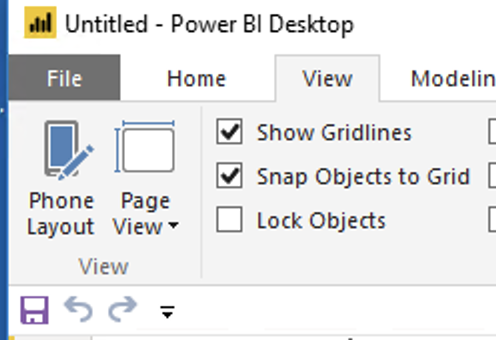 Untitled - Power BI Desktop
File Home View
Show Gridlines
Snap Objects to Grid
Lock Objects
Phone Layout
Page View
View